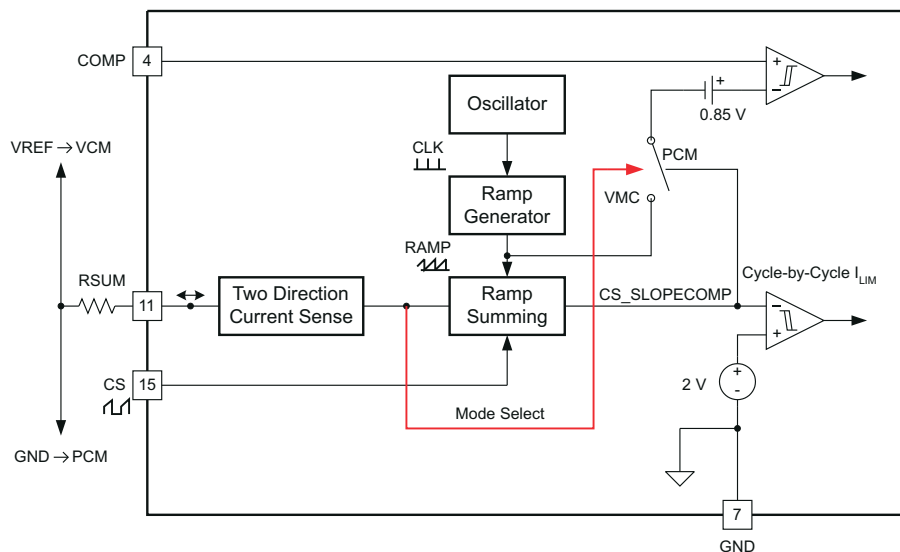 COMP
4
Oscillator
+
−
+
0.85 V
VREF → VCM
CLK
PCM
Ramp
Generator
VMC
RAMP
RSUM
11
Two Direction
Current Sense
Ramp
Summing
CS_SLOPECOMP
Cycle-by-Cycle I_LIM
−
+
CS
15
2 V
+
-
Mode Select
GND → PCM
7
GND